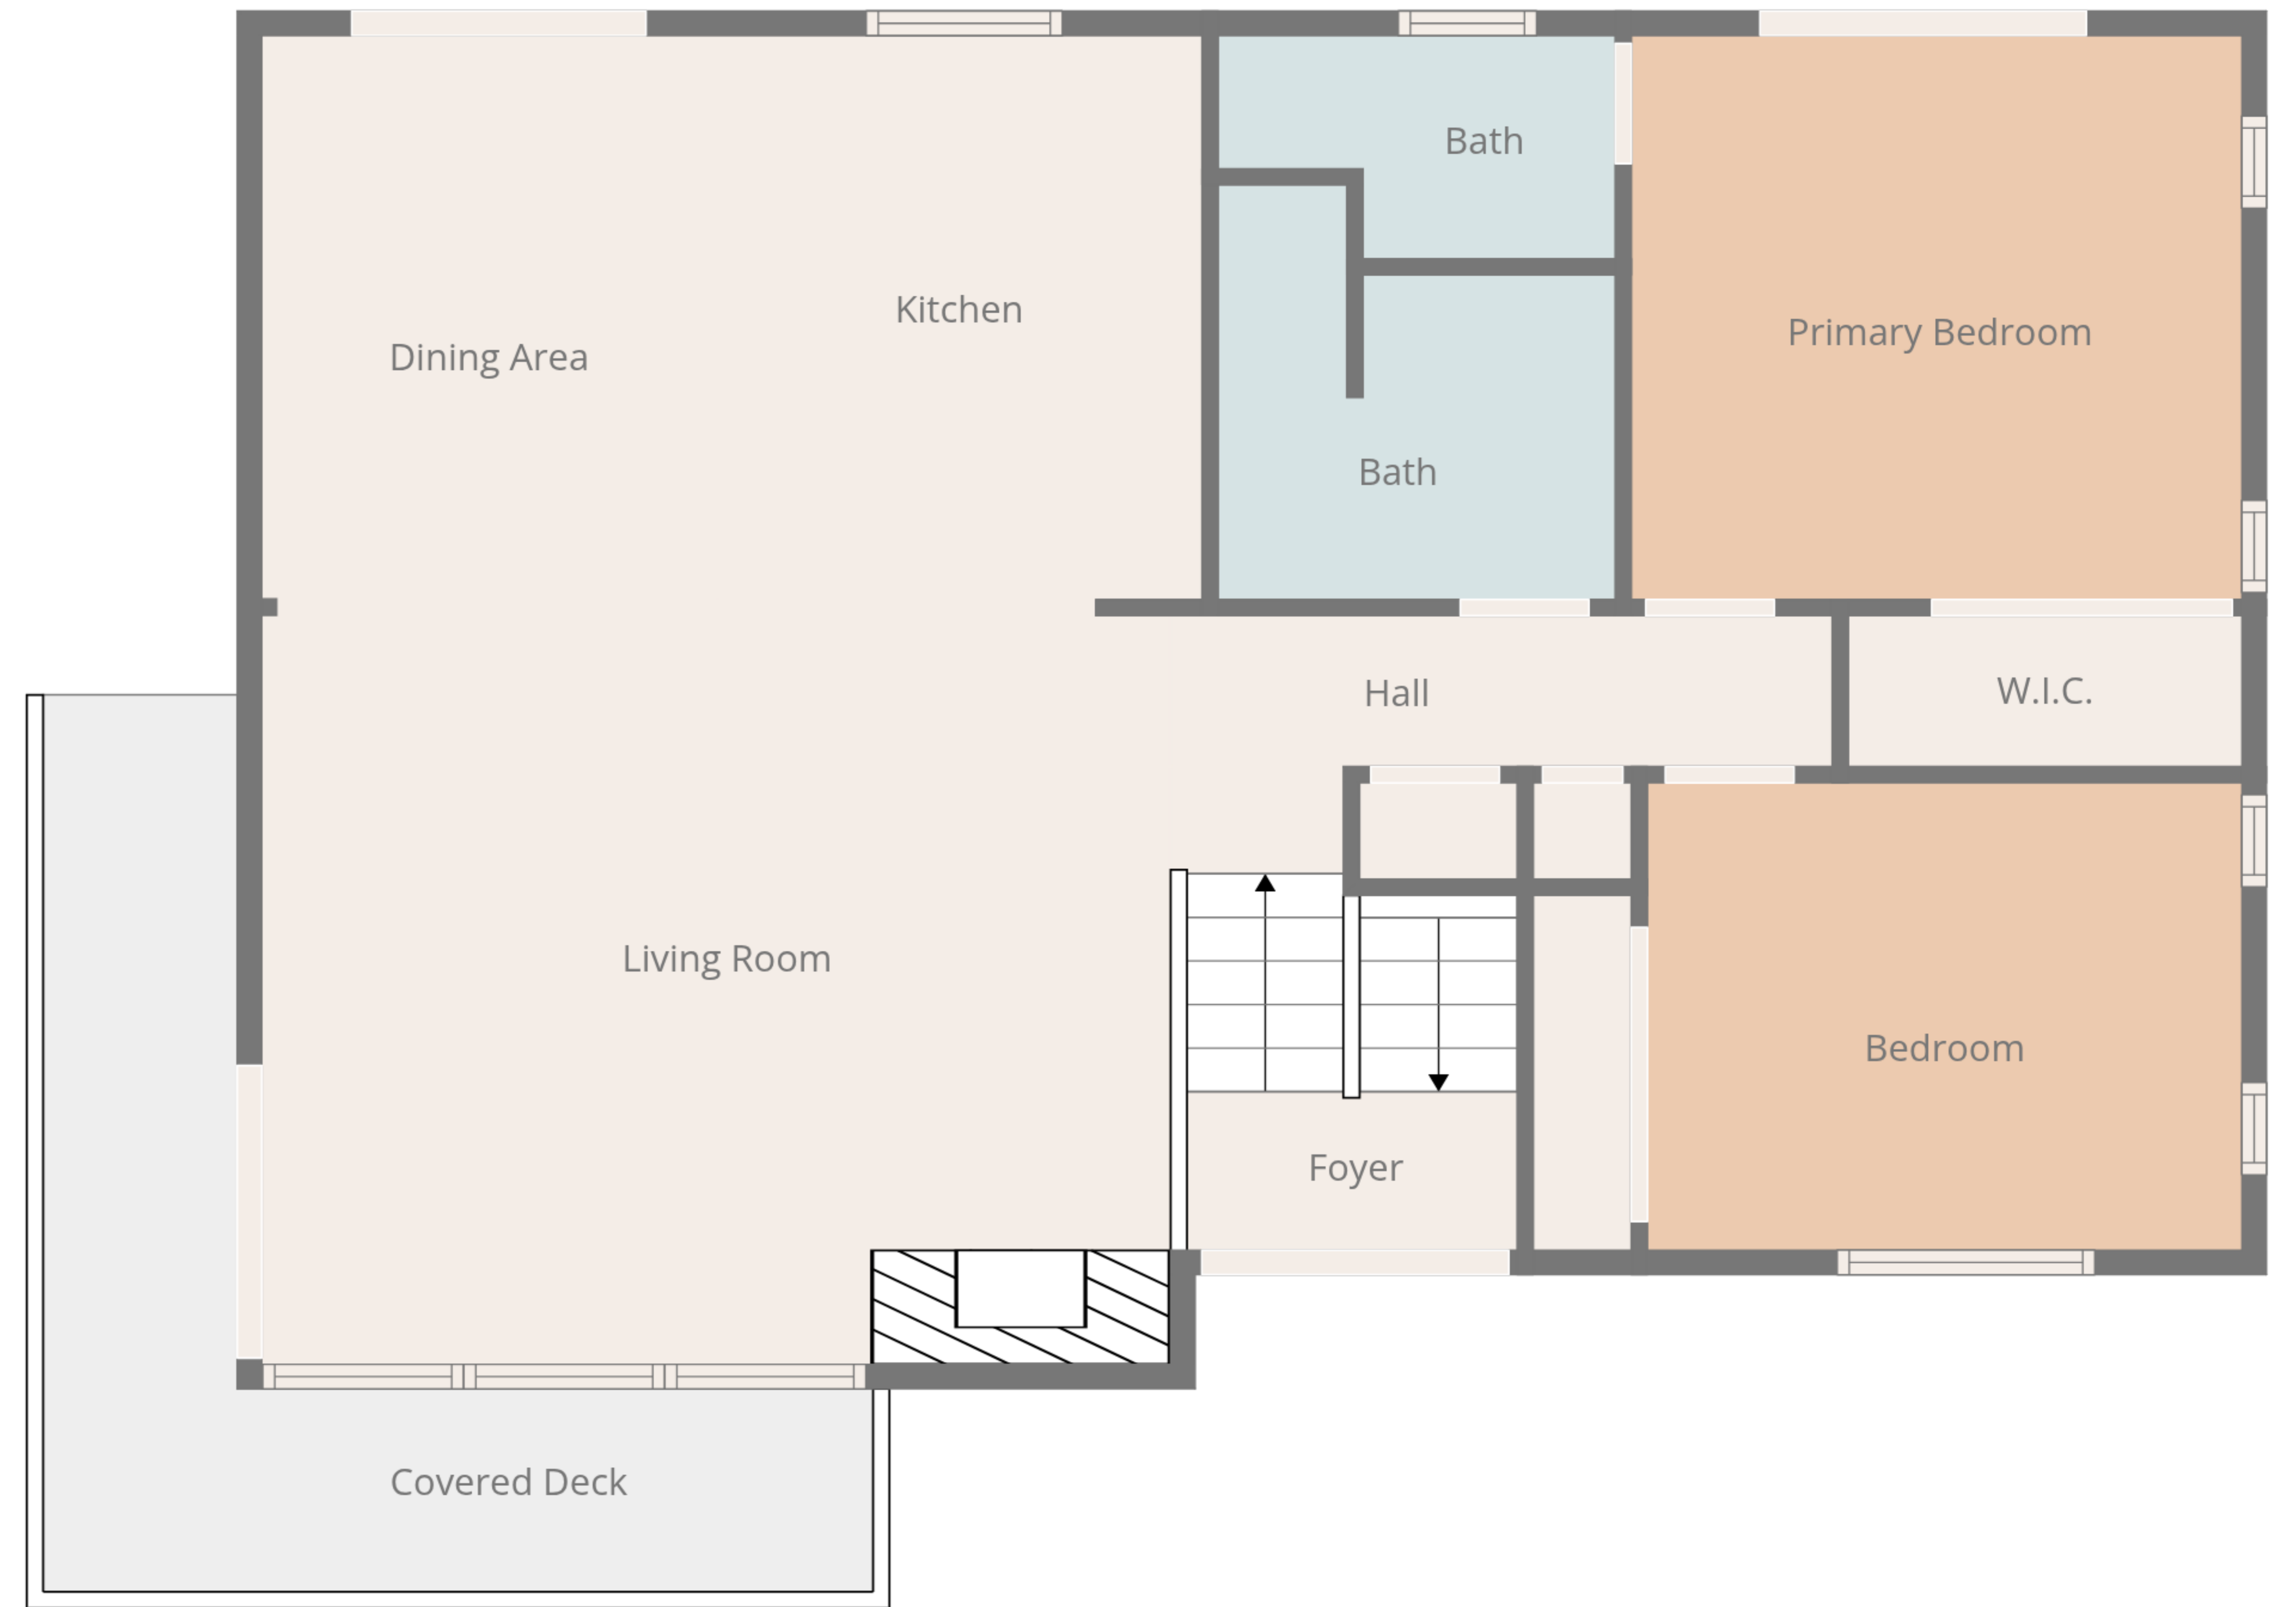 Bath
Kitchen
Primary Bedroom
Dining Area
Bath
Hall
W.I.C.
Living Room
Bedroom
Foyer
Covered Deck